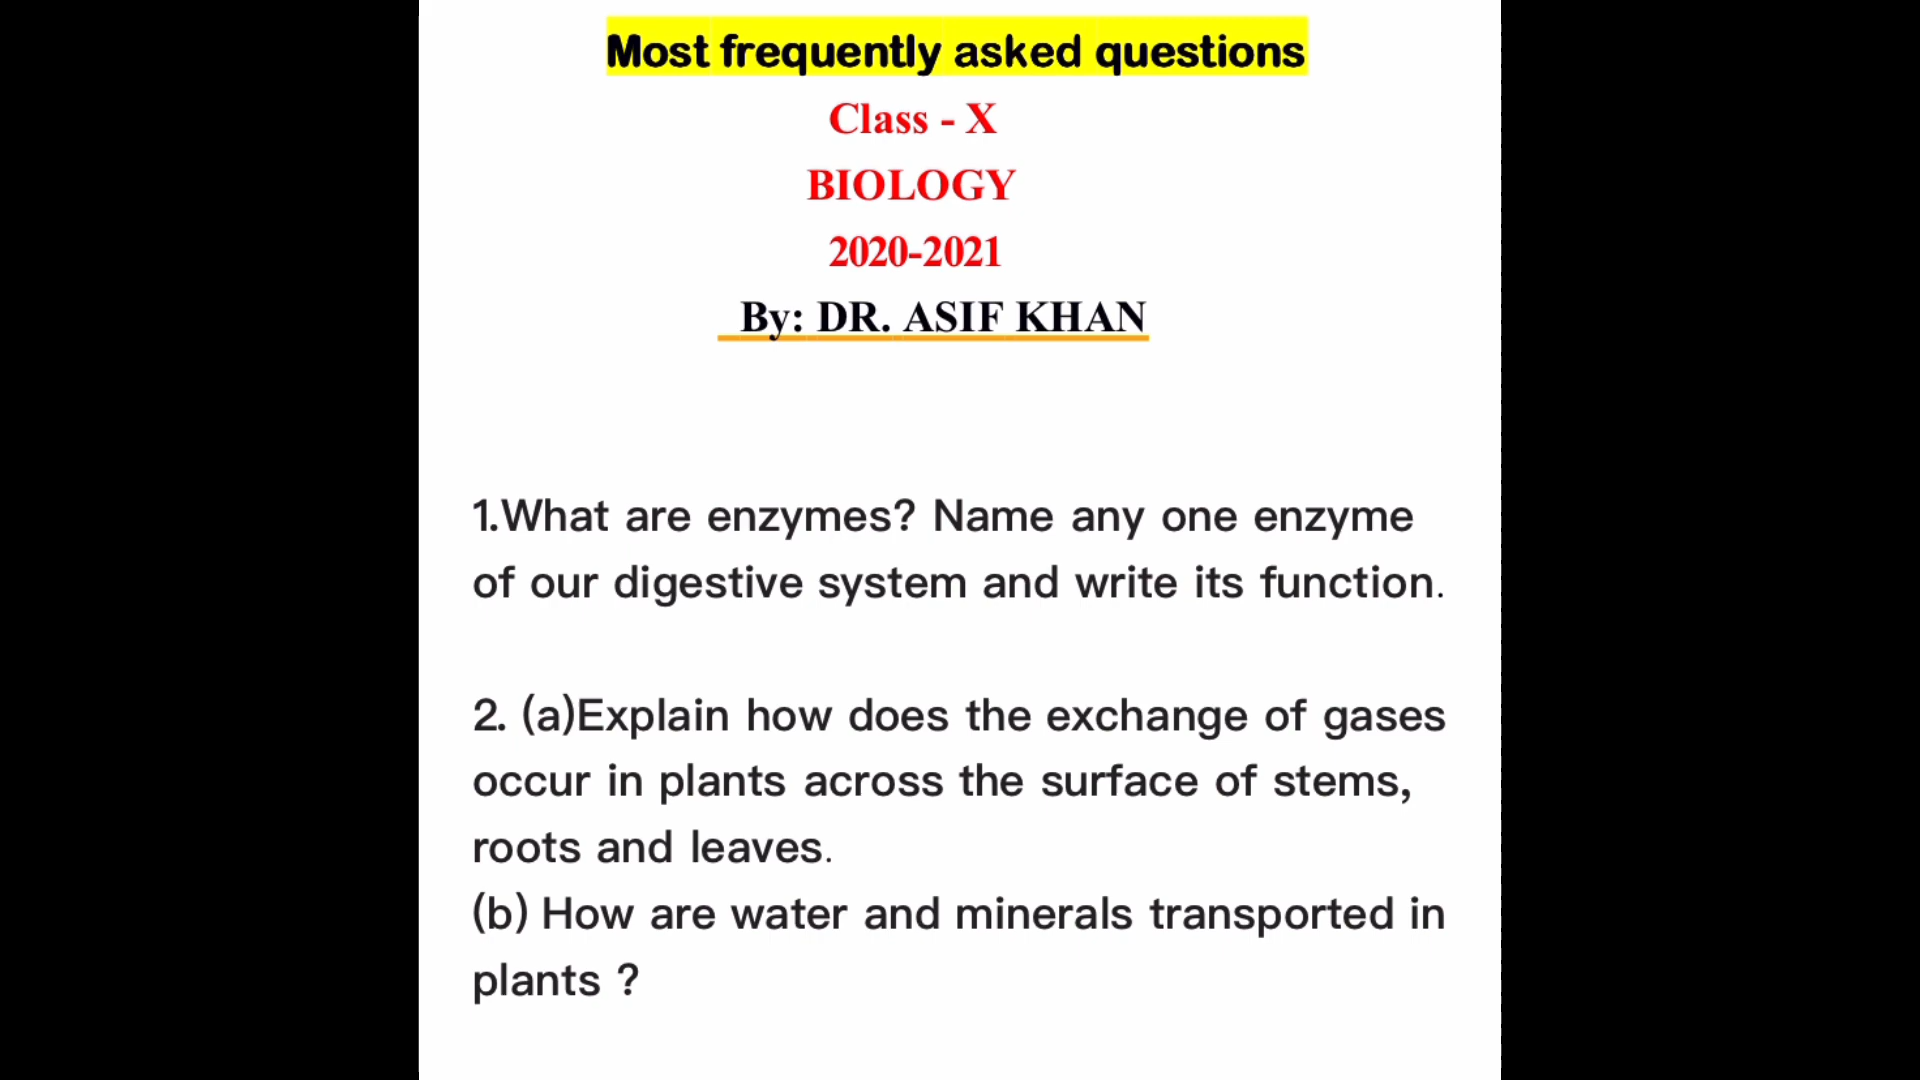 Most frequently asked questions
Class - X
BIOLOGY
2020-2021
By: DR. ASIF KHAN
1.What are enzymes? Name any one enzyme
of our digestive system and write its function.
2. (a)Explain how does the exchange of gases
occur in plants across the surface of stems,
roots and leaves.
(b) How are water and minerals transported in
plants ?